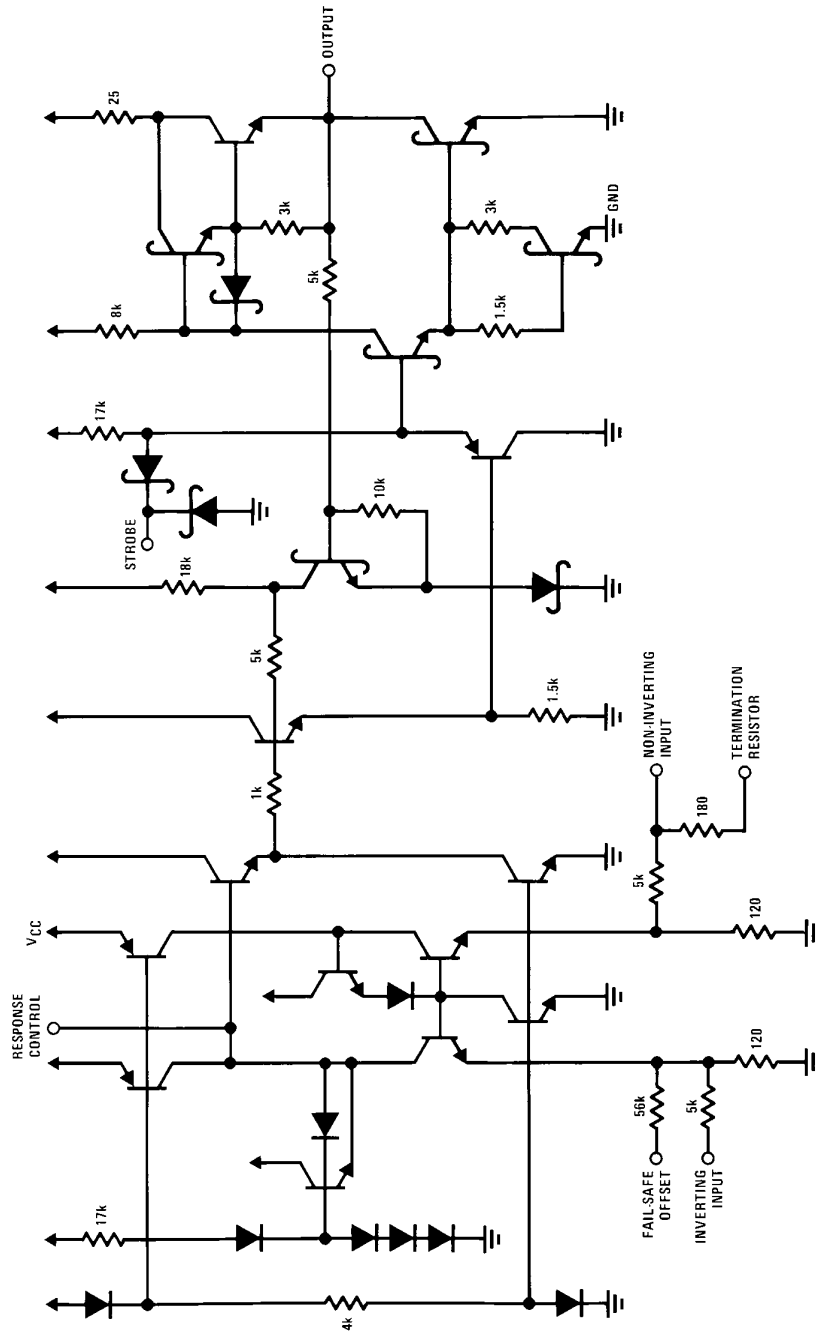 4k
17k
RESPONSE
CONTROL
VCC
FAIL-SAFE
OFFSET
56k
INVERTING
INPUT
5k
120
1k
5k
120
5k
NON-INVERTING
INPUT
180
TERMINATION
RESISTOR
1.5k
18k
STROBE
17k
10k
8k
5k
1.5k
3k
3k
GND
25
OUTPUT